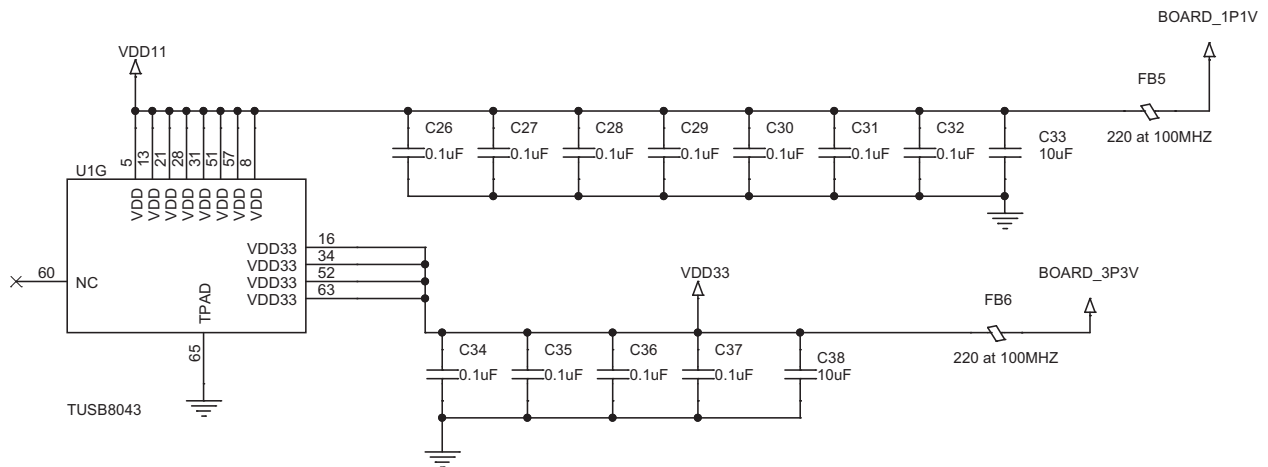 BOARD_1P1V
VDD11
FB5
220 at 100MHZ
C26 0.1uF
C27 0.1uF
C28 0.1uF
C29 0.1uF
C30 0.1uF
C31 0.1uF
C32 0.1uF
C33 10uF
5 13 21 28 31 51 57 8
U1G
VDD VDD VDD VDD VDD VDD VDD VDD
VDD33 16
VDD33 34
VDD33 52
VDD33 63
60 NC
TPAD
65
TUSB8043
VDD33
BOARD_3P3V
FB6
220 at 100MHZ
C34 0.1uF
C35 0.1uF
C36 0.1uF
C37 0.1uF
C38 10uF